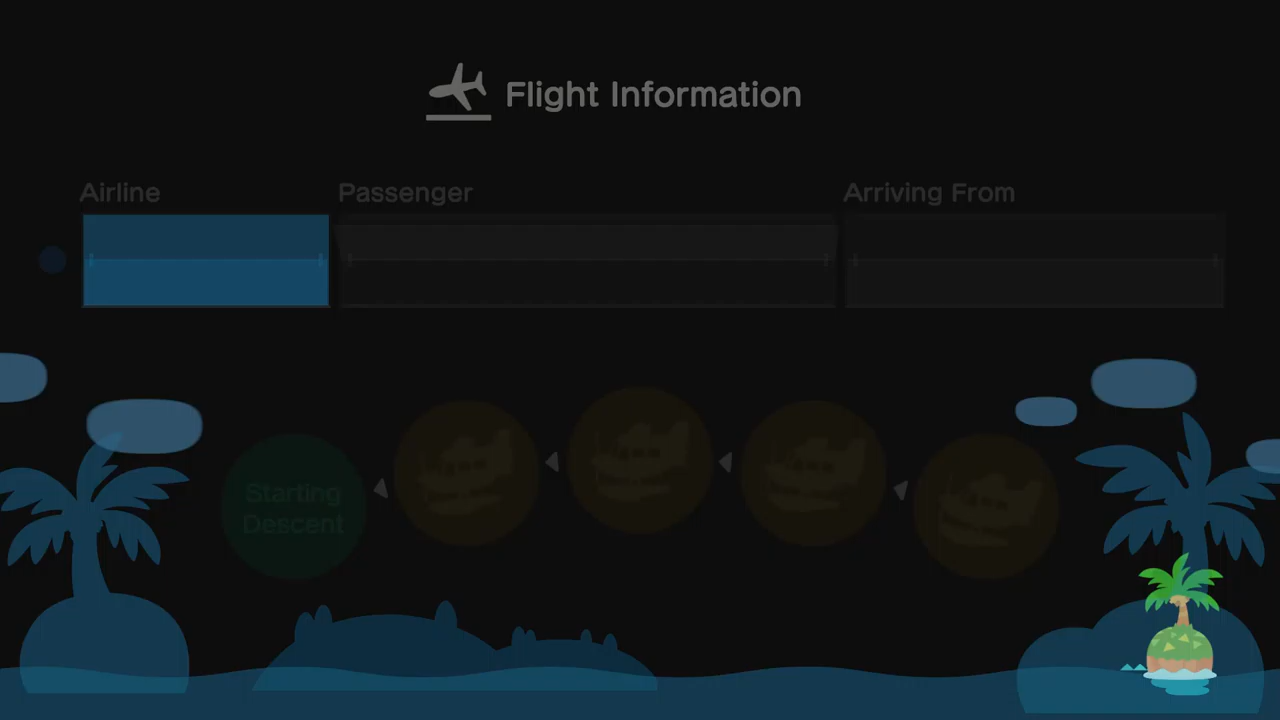 Flight Information
Airline
Passenger
Arriving From
Starting
Descent